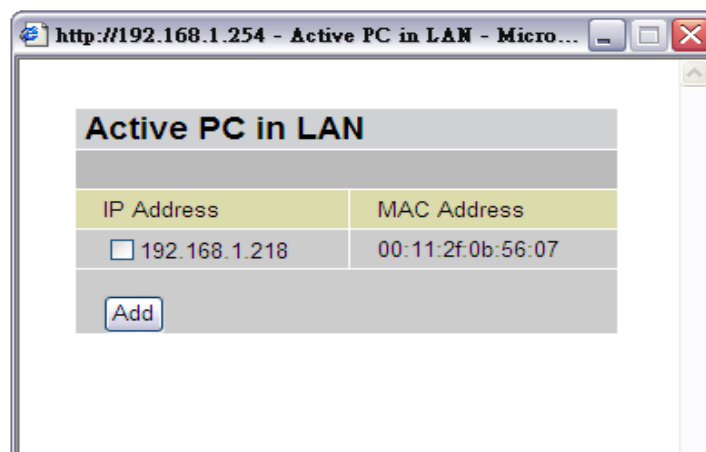 http://192.168.1.254 - Active PC in LAN - Micro...
Active PC in LAN
IP Address MAC Address
192.168.1.218 00:11:2f:0b:56:07
Add